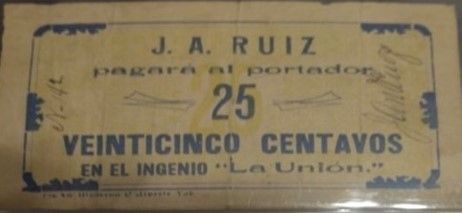 J. A. RUIZ
pagará al portador
25
VEINTICINCO CENTAVOS
EN EL INGENIO "La Unión."